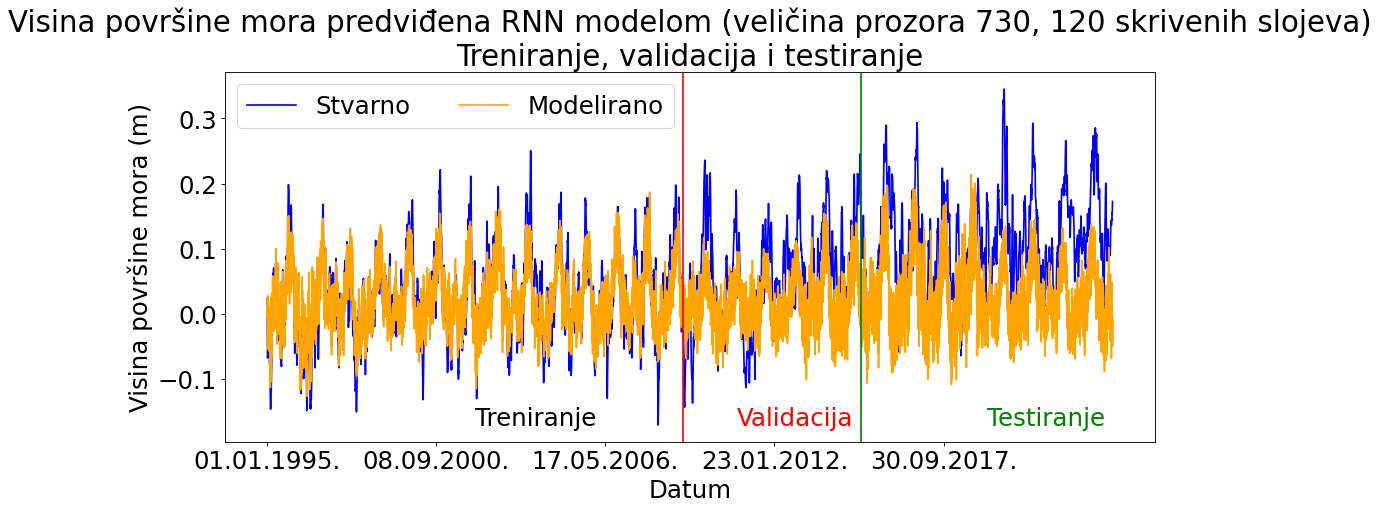 Visina površine mora predviđena RNN modelom (veličina prozora 730, 120 skrivenih slojeva)
Treniranje, validacija i testiranje
Stvarno
Modelirano
Visina površine mora (m)
0.3
0.2
0.1
0.0
−0.1
Treniranje
Validacija
Testiranje
01.01.1995.
08.09.2000.
17.05.2006.
23.01.2012.
30.09.2017.
Datum